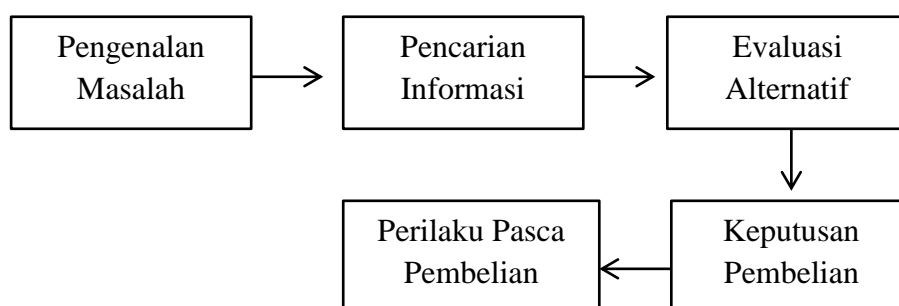 Pengenalan
Masalah
Pencarian
Informasi
Evaluasi
Alternatif
Keputusan
Pembelian
Perilaku Pasca
Pembelian